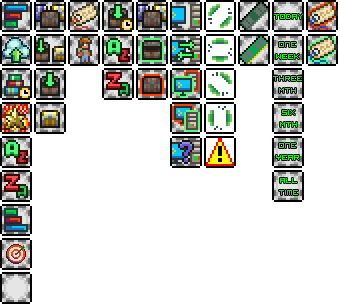 TODAY
A
Z
ONE
WEEK
Z
A
THREE
MTH
SIX
MTH
A
Z
?
!
ONE
YEAR
Z
A
ALL
TIME